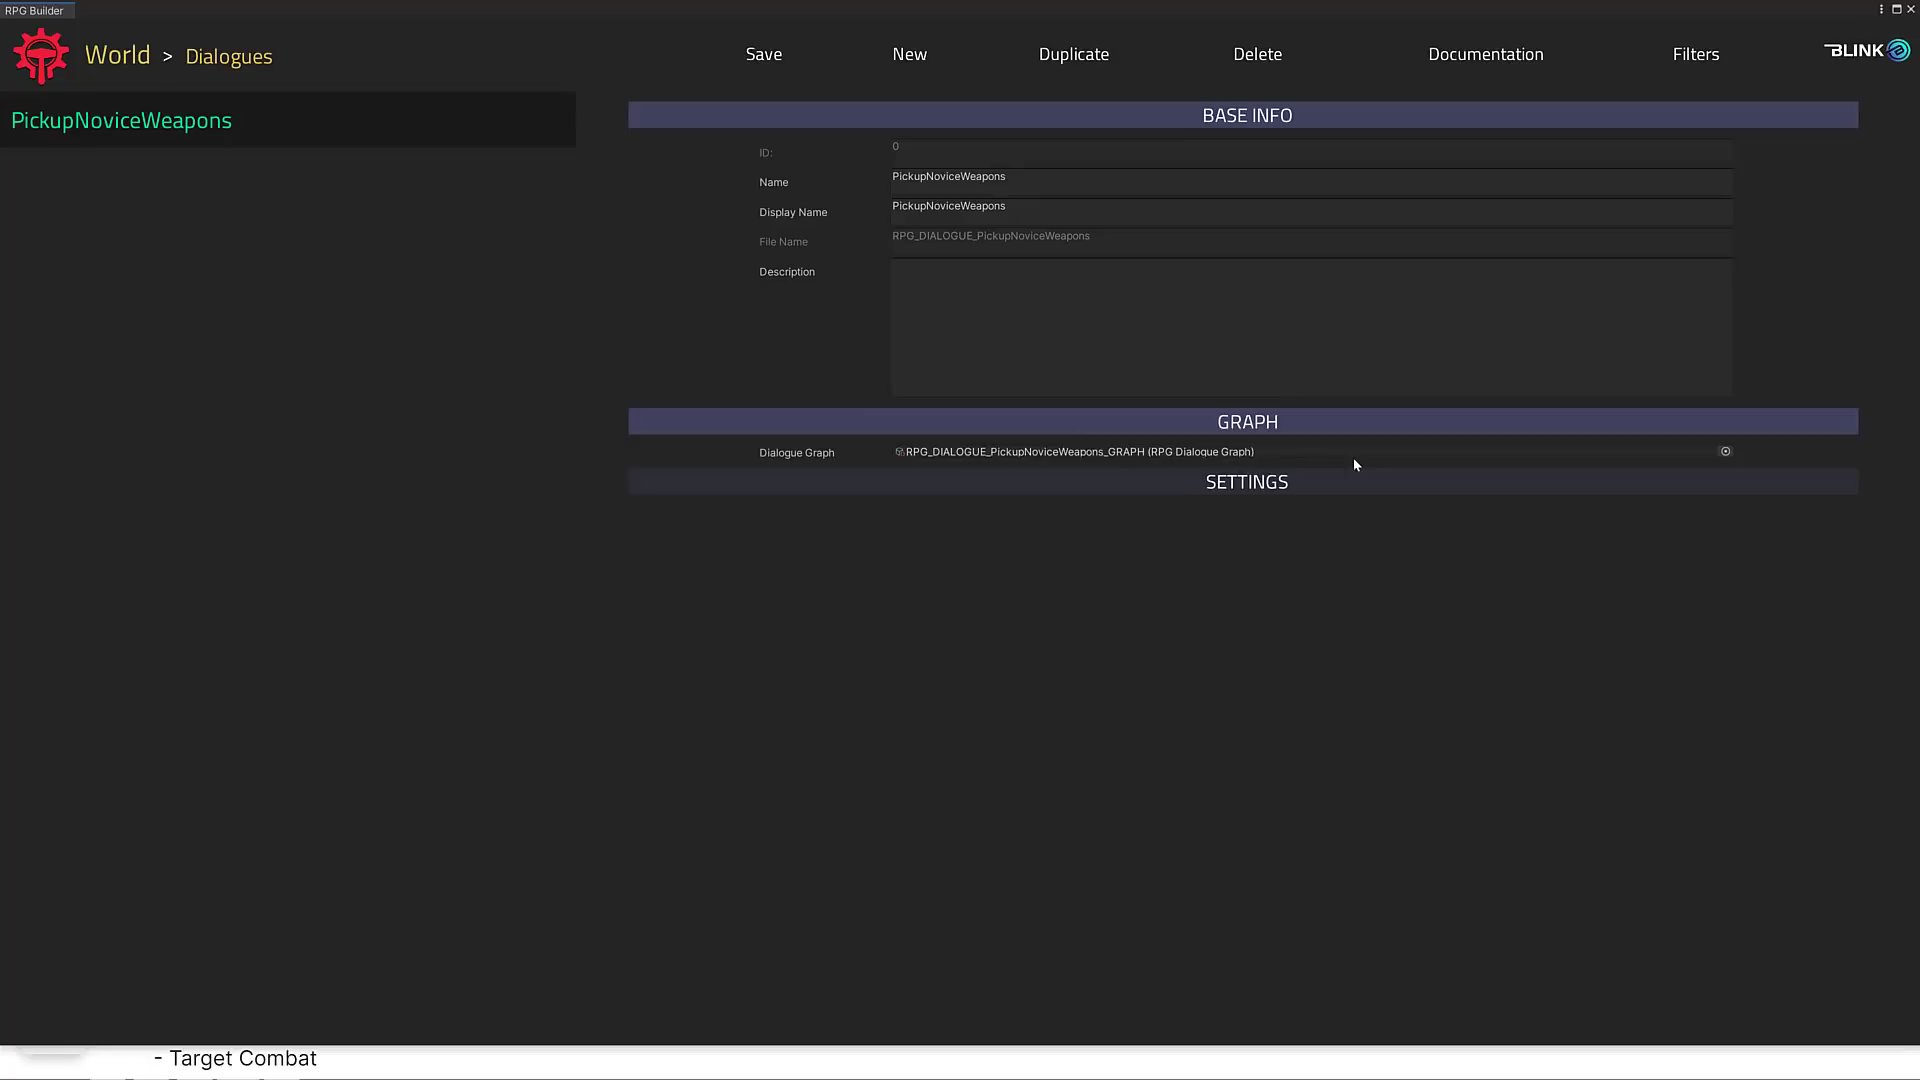 RPG Builder
World > Dialogues
Save
New
Duplicate
Delete
Documentation
Filters
BLINK
PickupNoviceWeapons
BASE INFO
ID:
0
Name
PickupNoviceWeapons
Display Name
PickupNoviceWeapons
File Name
RPG_DIALOGUE_PickupNoviceWeapons
Description
GRAPH
Dialogue Graph
RPG_DIALOGUE_PickupNoviceWeapons_GRAPH (RPG Dialogue Graph)
SETTINGS
- Target Combat